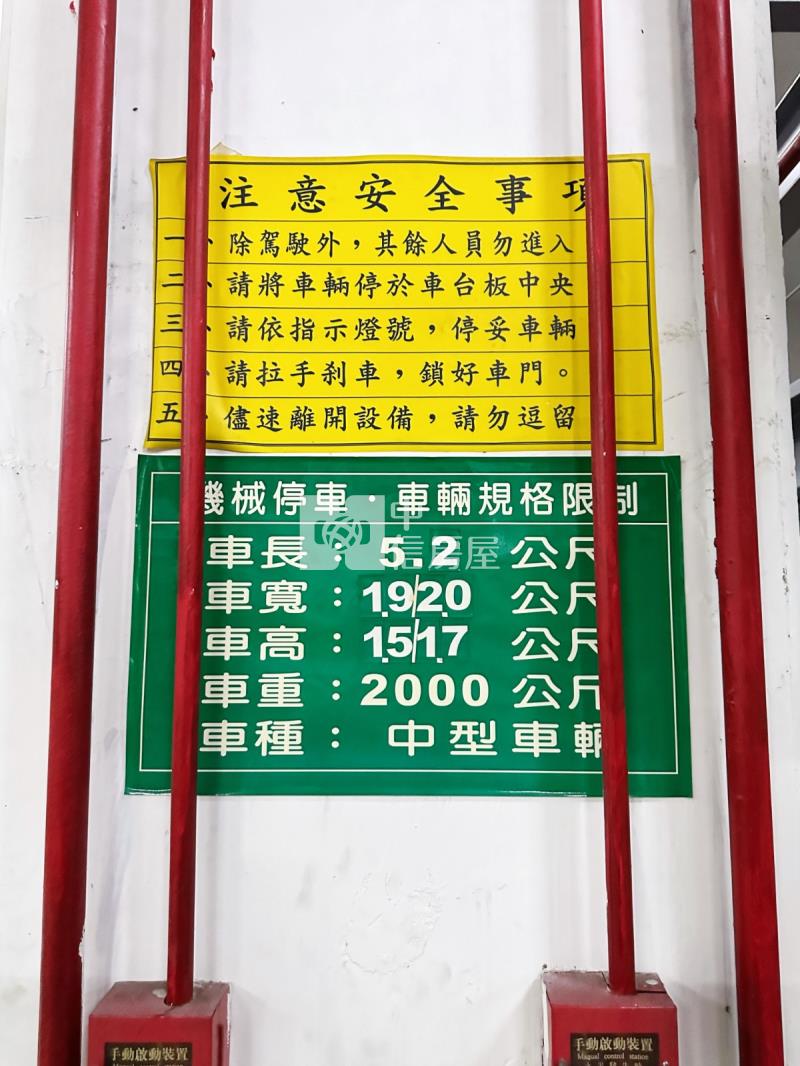 注意安全事項
一、除駕駛外，其餘人員勿進入
二、請將車輛停於車台板中央
三、請依指示燈號，停妥車輛
四、請拉手剎車，鎖好車門。
五、儘速離開設備，請勿逗留
機械停車·車輛規格限制
車長：5.2 公尺
車寬：1.9/2.0 公尺
車高：1.5/1.7 公尺
車重：2000 公斤
車種：中型車輛
中信房屋
手動啟動裝置
手動啟動裝置
Maqual control station